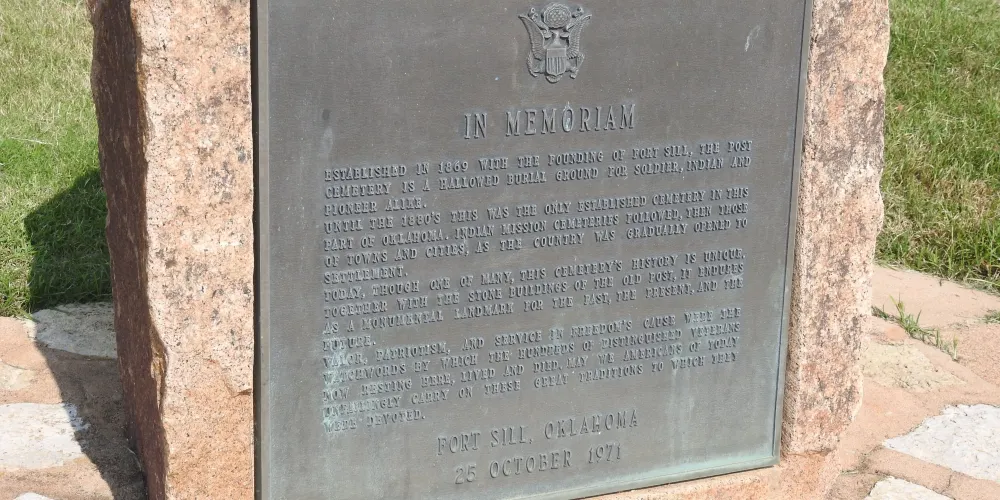 IN MEMORIAM
ESTABLISHED IN 1869 WITH THE FOUNDING OF FORT SILL, THE POST
CEMETERY IS A HALLOWED BURIAL GROUND FOR SOLDIER, INDIAN AND
PIONEER ALIKE.
UNTIL THE 1880'S THIS WAS THE ONLY ESTABLISHED CEMETERY IN THIS
PART OF OKLAHOMA. INDIAN MISSION CEMETERIES FOLLOWED, THEN THOSE
OF TOWNS AND CITIES, AS THE COUNTRY WAS GRADUALLY OPENED TO
SETTLEMENT.
TODAY, THOUGH ONE OF MANY, THIS CEMETERY'S HISTORY IS UNIQUE.
TOGETHER WITH THE STONE BUILDINGS OF THE OLD POST, IT ENDURES
AS A MONUMENTAL LANDMARK FOR THE PAST, THE PRESENT, AND THE
FUTURE.
VALOR, PATRIOTISM, AND SERVICE IN FREEDOM'S CAUSE WERE THE
WATCHWORDS BY WHICH THE HUNDREDS OF DISTINGUISHED VETERANS
NOW RESTING HERE, LIVED AND DIED. MAY WE AMERICANS OF TODAY
UNFAILINGLY CARRY ON THESE GREAT TRADITIONS TO WHICH THEY
WERE DEVOTED.
FORT SILL, OKLAHOMA
25 OCTOBER 1971